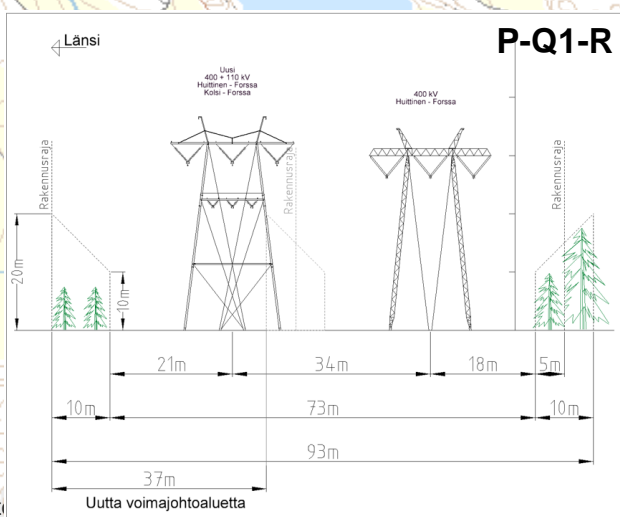 Länsi
P-Q1-R
Uusi
400 + 110 kV
Huittinen - Forssa
Kolsi - Forssa
400 kV
Huittinen - Forssa
Rakennusraja
Rakennusraja
Rakennusraja
20m
10m
21m
34m
18m
5m
10m
73m
10m
93m
37m
Uutta voimajohtoaluetta